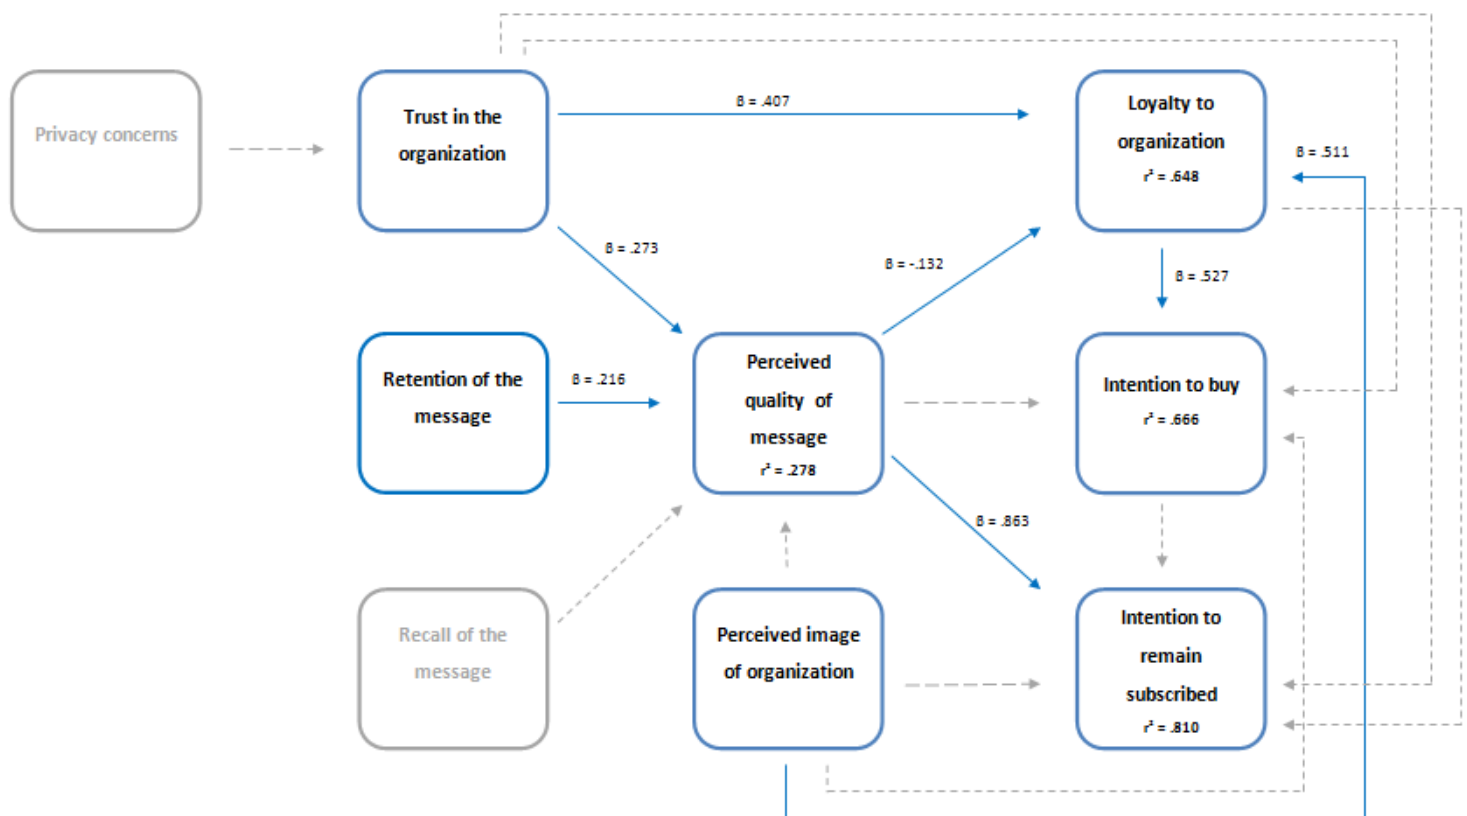 Privacy concerns
Trust in the
organization
ß = .407
Loyalty to
organization
r² = .648
ß = .511
ß = .273
ß = -.132
ß = .527
Retention of the
message
ß = .216
Perceived
quality of
message
r² = .278
Intention to buy
r² = .666
ß = .863
Recall of the
message
Perceived image
of organization
Intention to
remain
subscribed
r² = .810